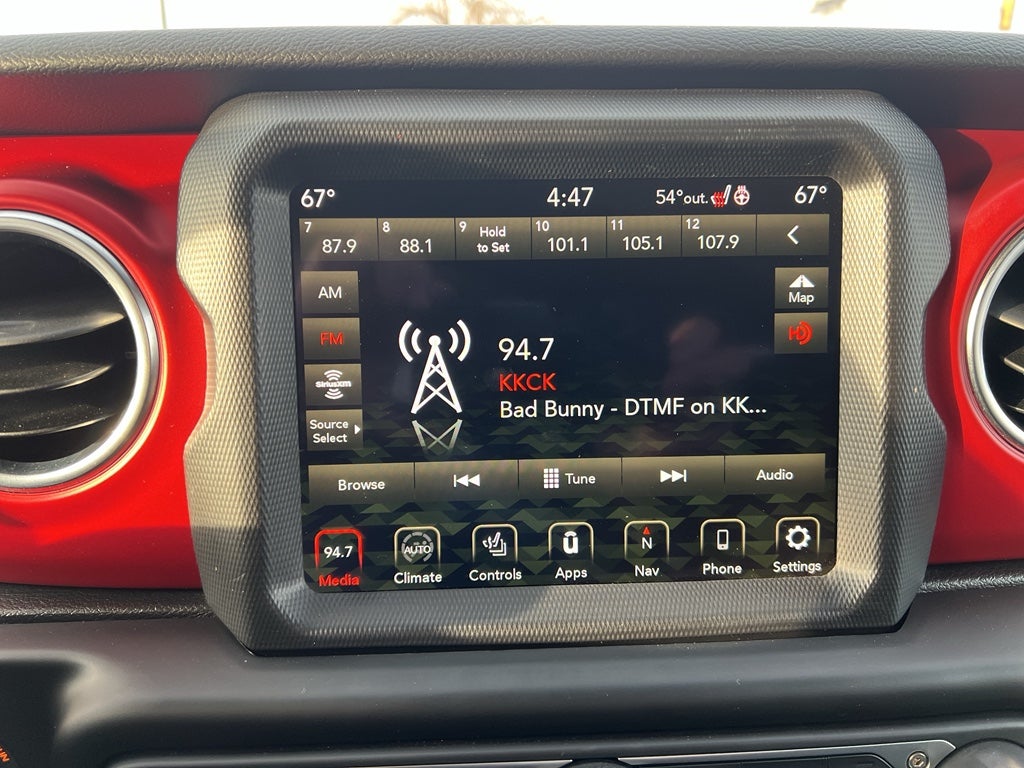 67° 4:47 54°out. 67°
7 87.9 8 88.1 9 Hold to Set 10 101.1 11 105.1 12 107.9
AM
Map
FM
HD
94.7
KKCK
SiriusXM
Bad Bunny - DTMF on KK...
Source
Select
Browse Tune Audio
94.7 AUTO N
Media Climate Controls Apps Nav Phone Settings